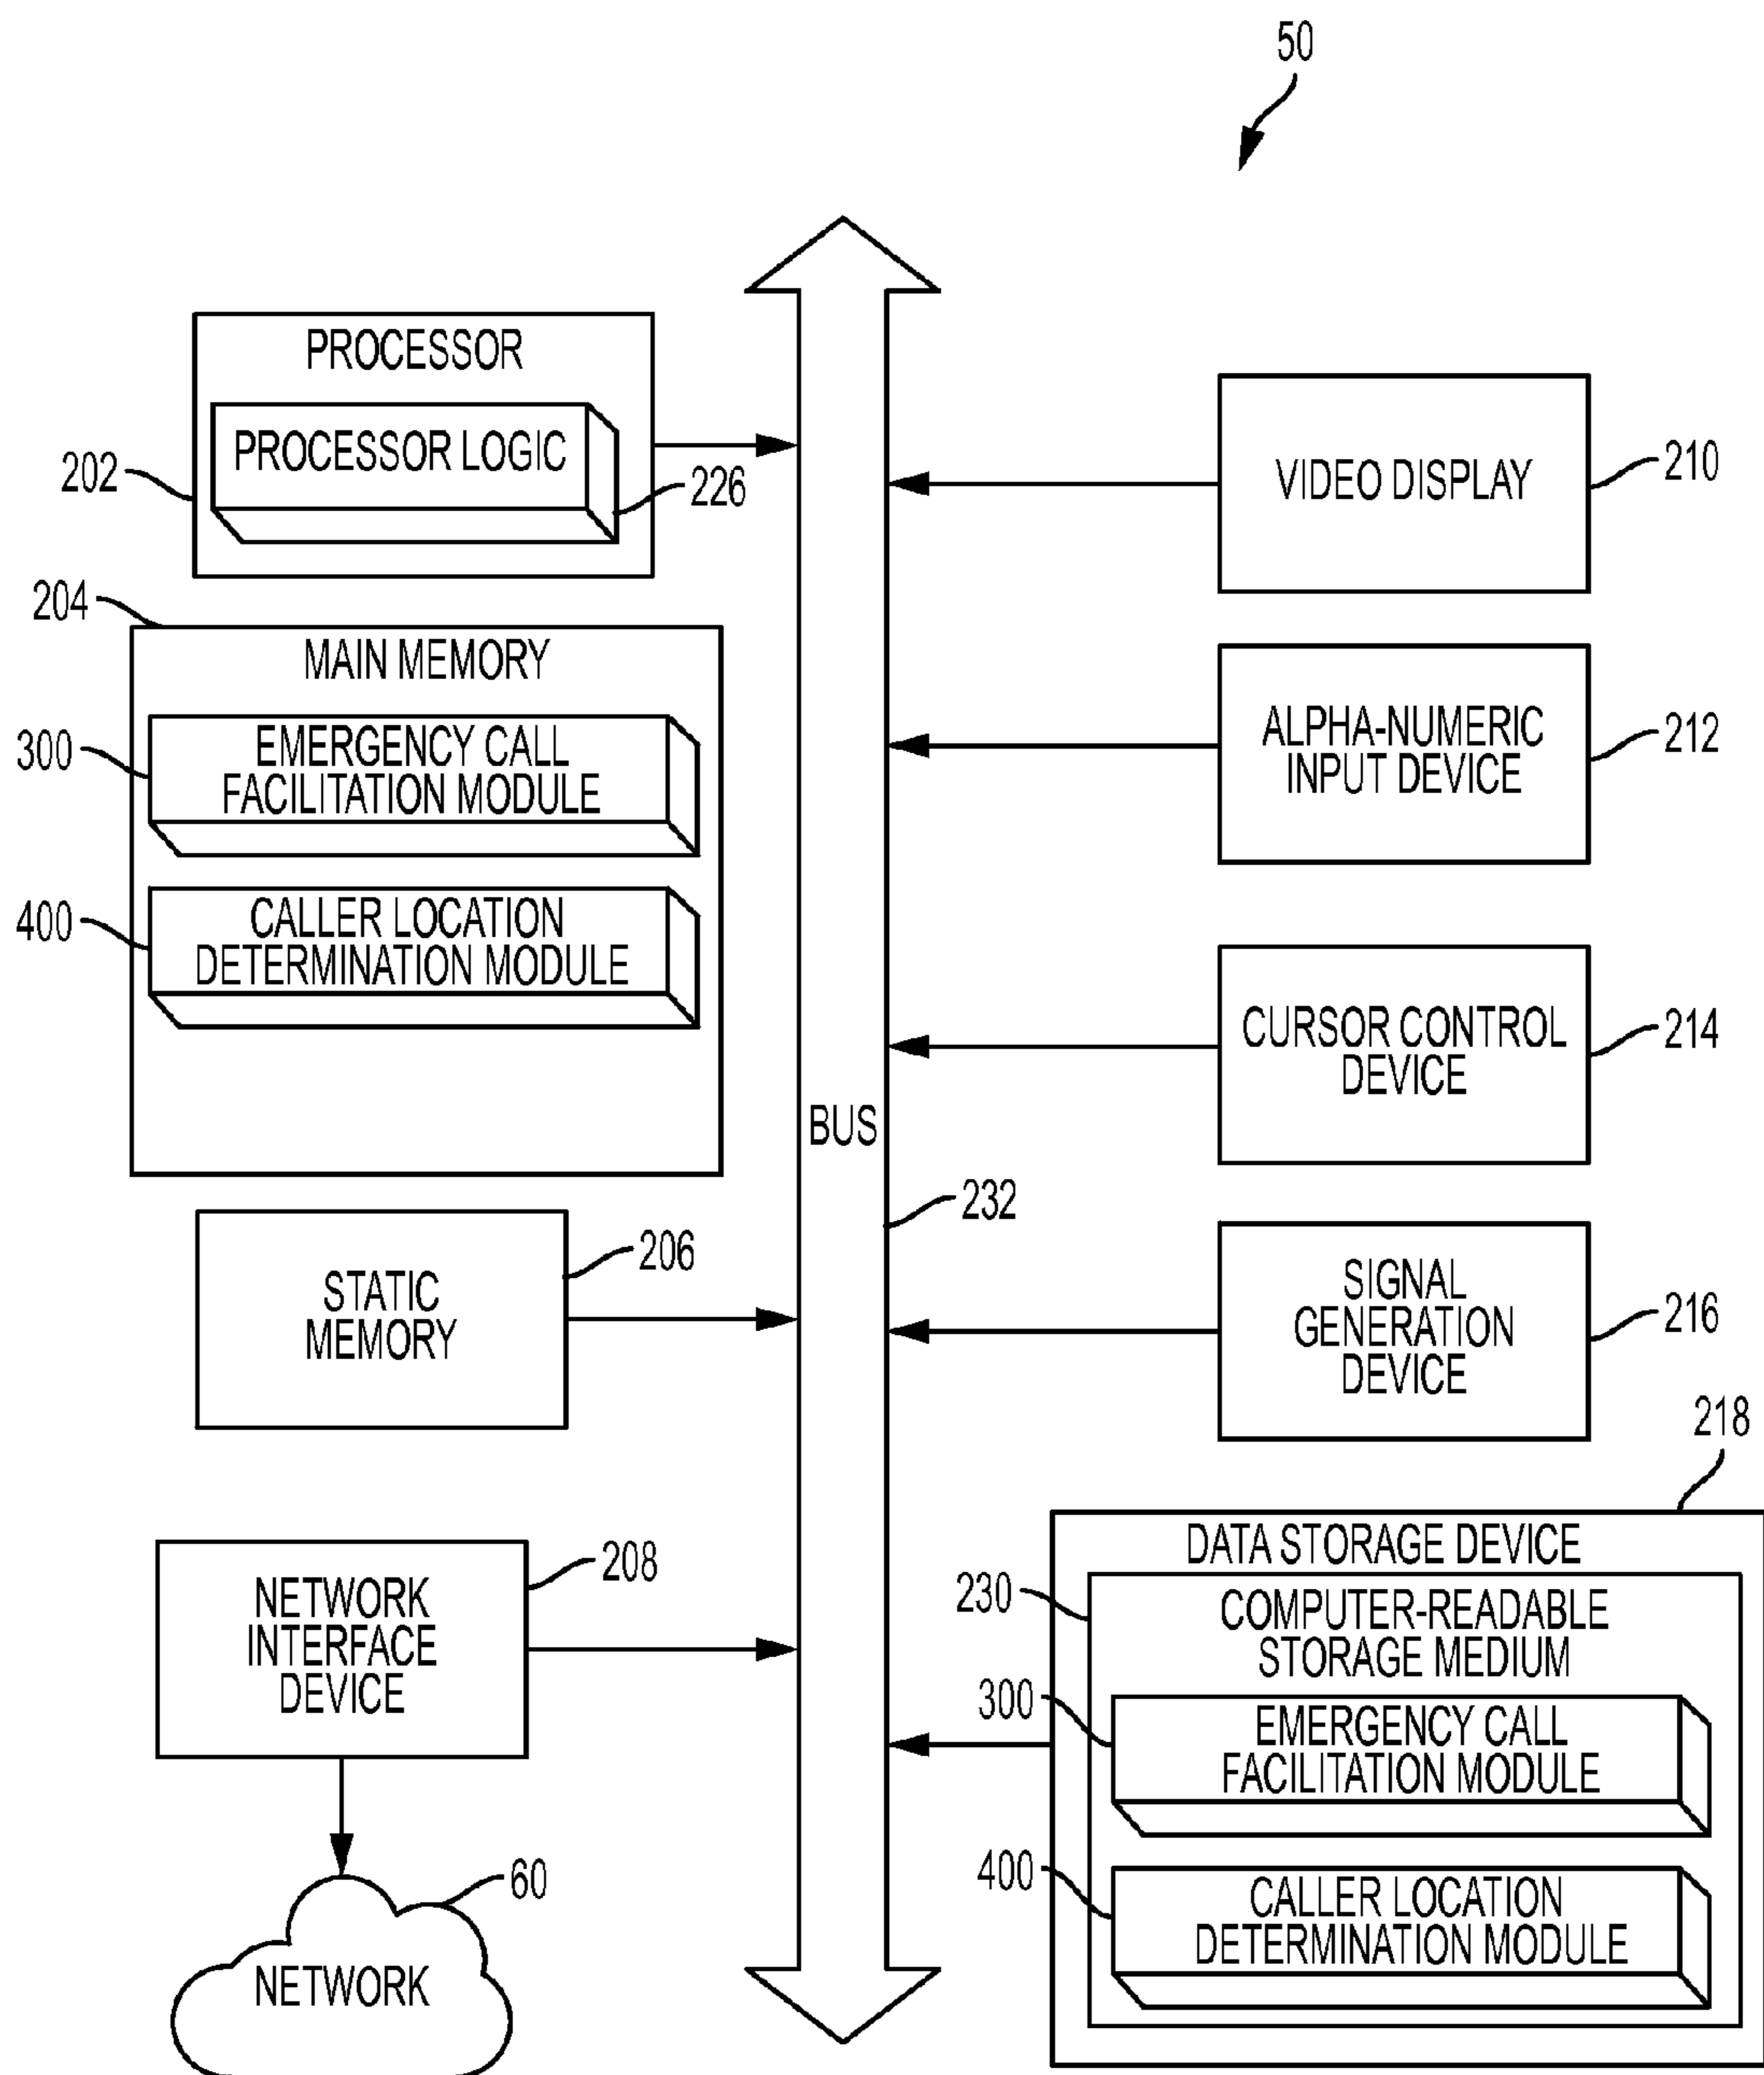 50
PROCESSOR
PROCESSOR LOGIC
202
226
204
MAIN MEMORY
300
EMERGENCY CALL
FACILITATION MODULE
400
CALLER LOCATION
DETERMINATION MODULE
206
STATIC
MEMORY
208
NETWORK
INTERFACE
DEVICE
60
NETWORK
BUS
232
VIDEO DISPLAY
210
ALPHA-NUMERIC
INPUT DEVICE
212
CURSOR CONTROL
DEVICE
214
SIGNAL
GENERATION
DEVICE
216
218
DATA STORAGE DEVICE
230
COMPUTER-READABLE
STORAGE MEDIUM
300
EMERGENCY CALL
FACILITATION MODULE
400
CALLER LOCATION
DETERMINATION MODULE